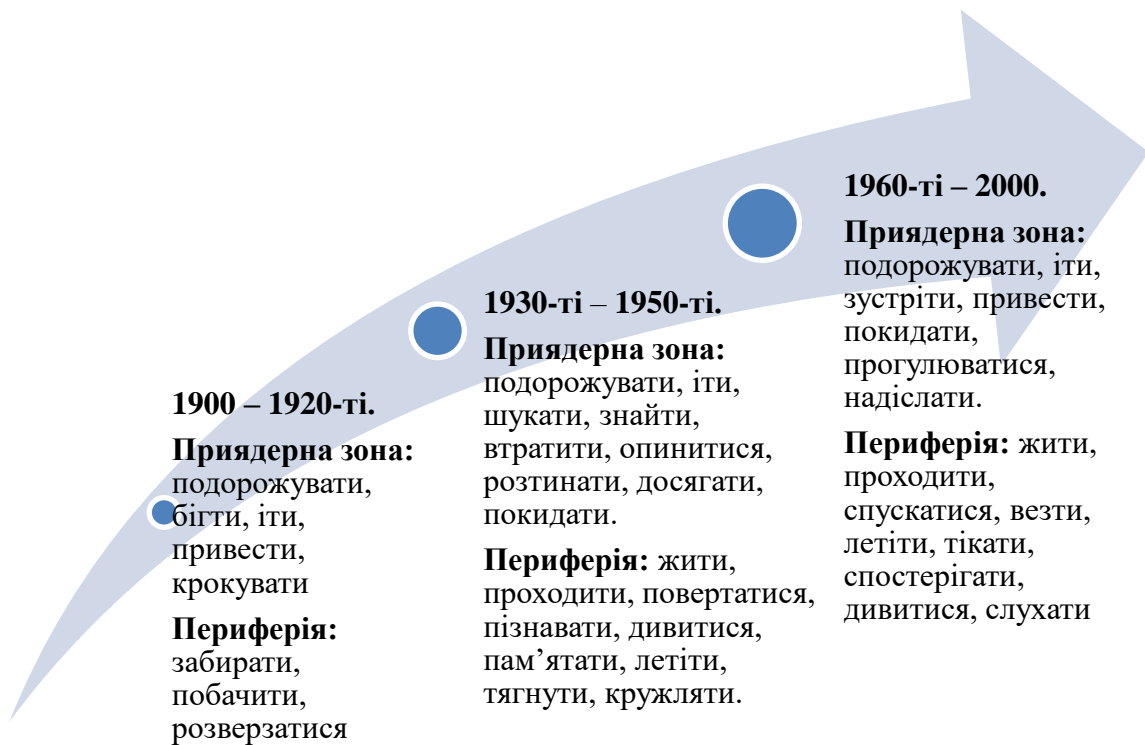 1900 – 1920-ті.
Приядерна зона:
подорожувати,
бігти, іти,
привести,
крокувати
Периферія:
забирати,
побачити,
розверзатися
1930-ті – 1950-ті.
Приядерна зона:
подорожувати, іти,
шукати, знайти,
втратити, опинитися,
розтинати, досягати,
покидати.
Периферія: жити,
проходити, повертатися,
пізнавати, дивитися,
пам’ятати, летіти,
тягнути, кружляти.
1960-ті – 2000.
Приядерна зона:
подорожувати, іти,
зустріти, привести,
покидати,
прогулюватися,
надіслати.
Периферія: жити,
проходити,
спускатися, везти,
летіти, тікати,
спостерігати,
дивитися, слухати